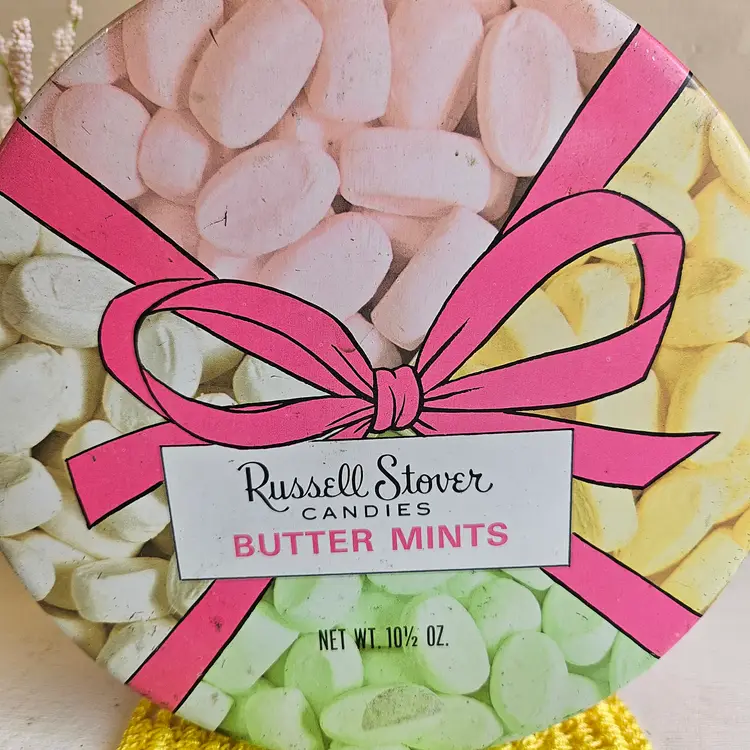 Russell Stover
CANDIES
BUTTER MINTS
NET WT. 10½ OZ.